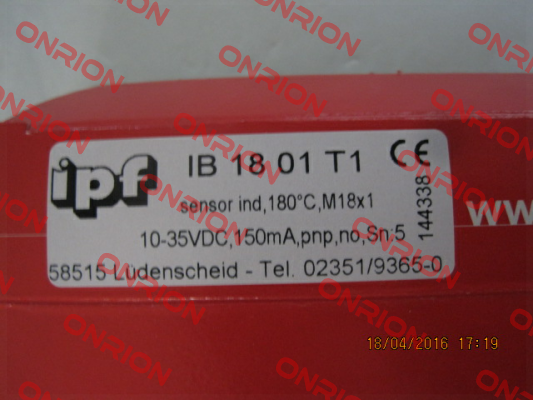 ipf
IB 18 01 T1
CE
sensor ind,180°C,M18x1
10-35VDC,150mA,pnp,no,Sn:5
144338
58515 Lüdenscheid - Tel. 02351/9365-0
www
18/04/2016 17:19
ONRION